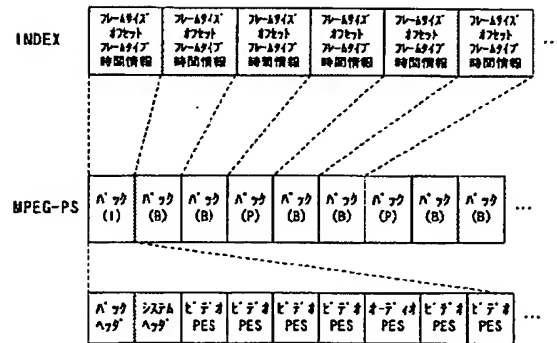 INDEX
フレームサイズ フレームサイズ フレームサイズ フレームサイズ フレームサイズ フレームサイズ
オフセット オフセット オフセット オフセット オフセット オフセット
フレームタイプ フレームタイプ フレームタイプ フレームタイプ フレームタイプ フレームタイプ
時間情報 時間情報 時間情報 時間情報 時間情報 時間情報
...
MPEG-PS
パック パック パック パック パック パック パック パック パック
(I) (B) (B) (P) (B) (B) (P) (B) (B)
...
パック システム ビデオ ビデオ ビデオ ビデオ オーディオ ビデオ ビデオ
ヘッダ ヘッダ PES PES PES PES PES PES PES
...